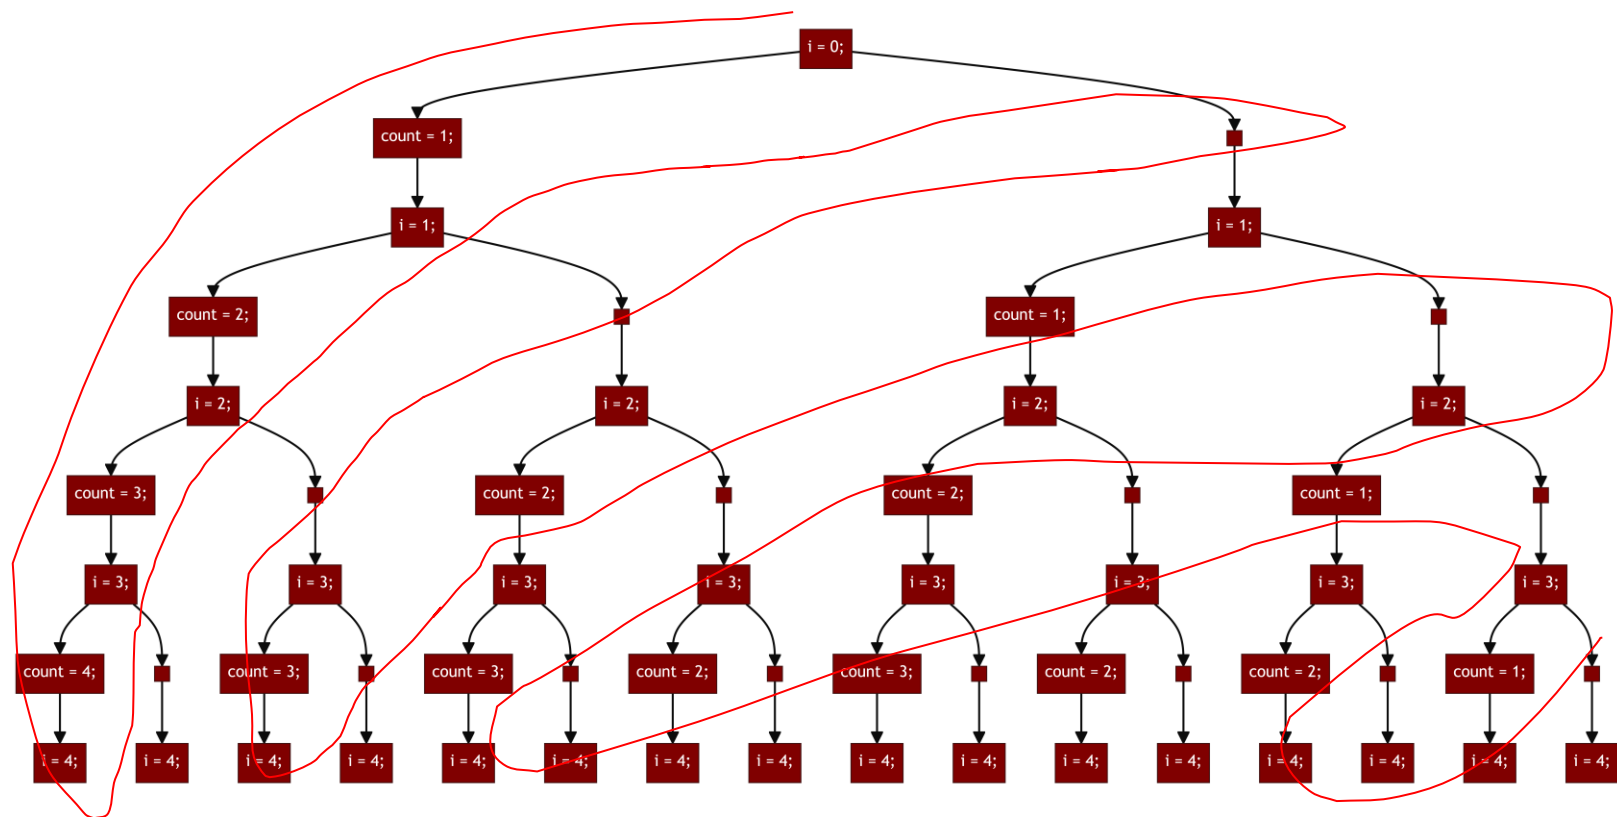 i = 0;
count = 1;
i = 1; i = 1;
count = 2; count = 1;
i = 2; i = 2; i = 2; i = 2;
count = 3; count = 2; count = 2; count = 1;
i = 3; i = 3; i = 3; i = 3; i = 3; i = 3; i = 3; i = 3;
count = 4; count = 3; count = 3; count = 2; count = 3; count = 2; count = 2; count = 1;
i = 4; i = 4; i = 4; i = 4; i = 4; i = 4; i = 4; i = 4; i = 4; i = 4; i = 4; i = 4; i = 4; i = 4; i = 4; i = 4;